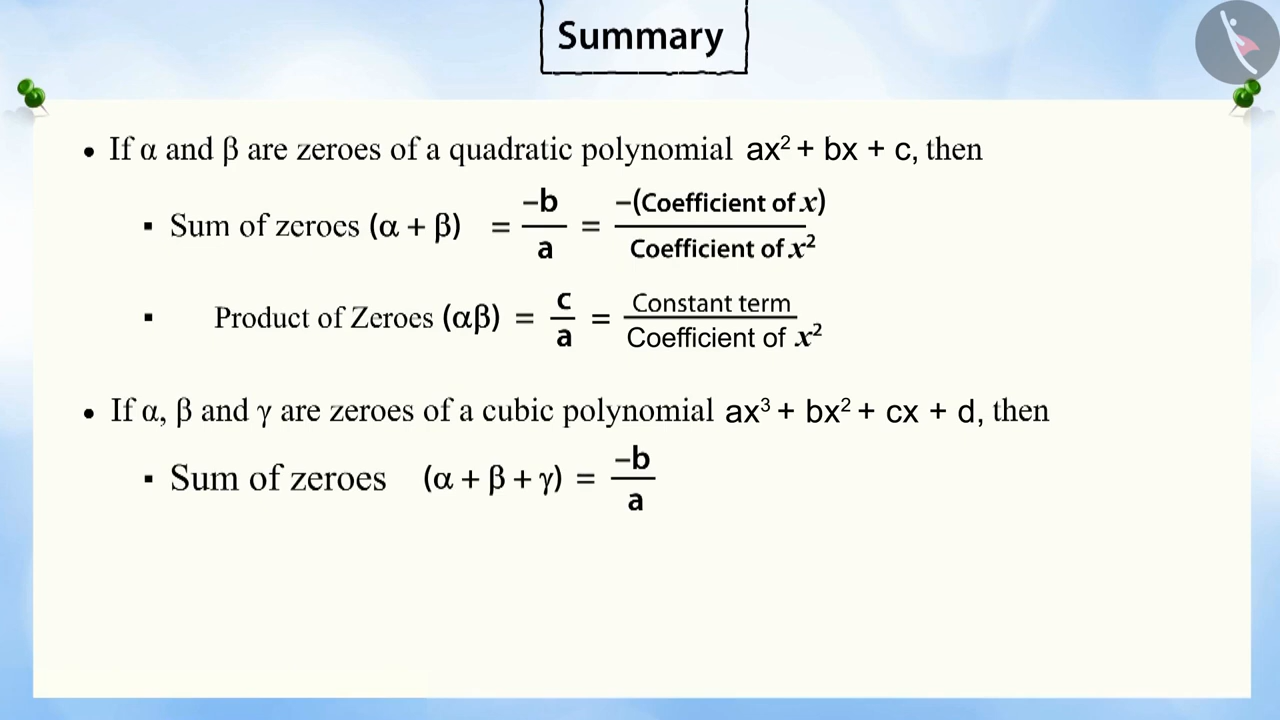 Summary
• If α and β are zeroes of a quadratic polynomial ax² + bx + c, then
▪ Sum of zeroes (α + β) = –b/a = –(Coefficient of x)/Coefficient of x²
▪ Product of Zeroes (αβ) = c/a = Constant term/Coefficient of x²
• If α, β and γ are zeroes of a cubic polynomial ax³ + bx² + cx + d, then
▪ Sum of zeroes (α + β + γ) = –b/a